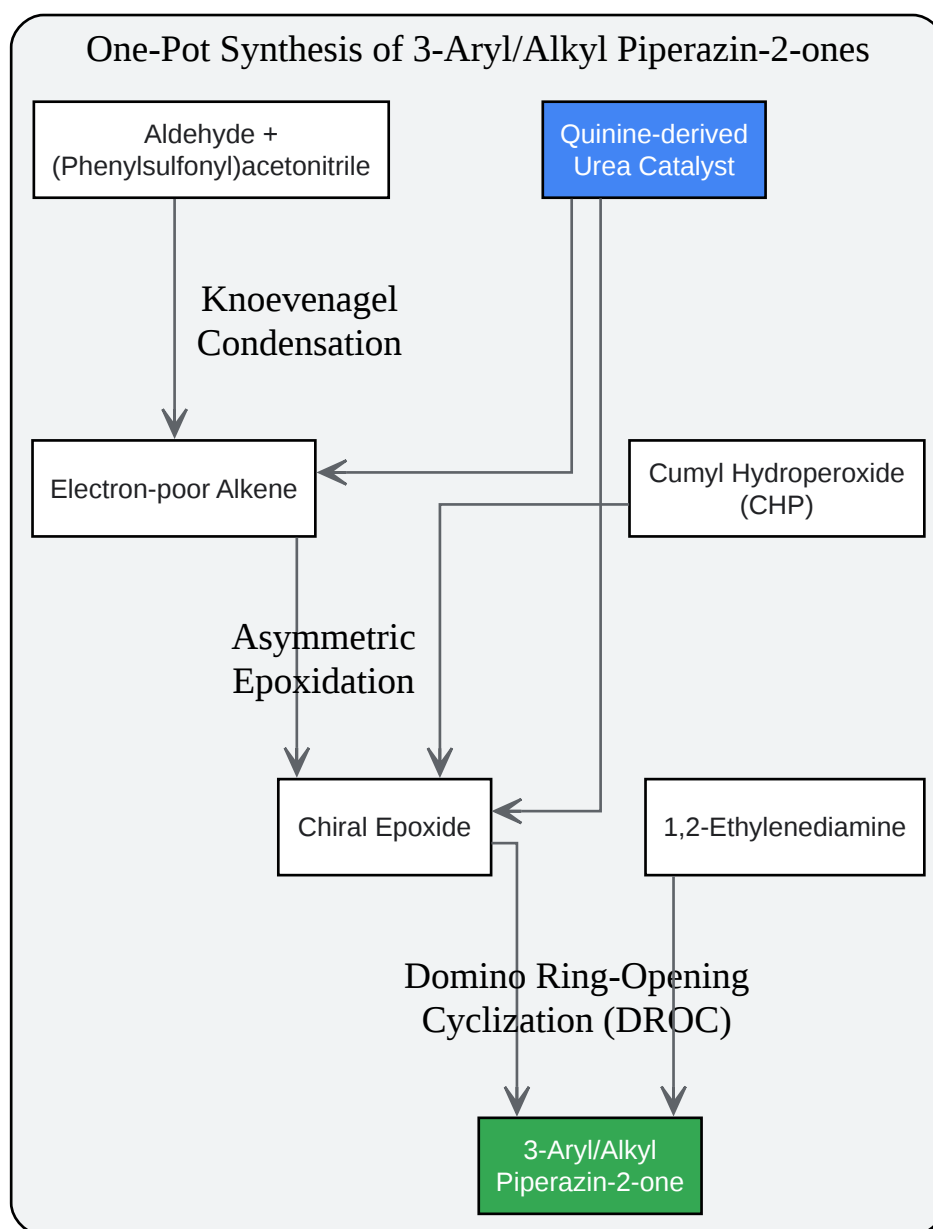 One-Pot Synthesis of 3-Aryl/Alkyl Piperazin-2-ones
Aldehyde +
(Phenylsulfonyl)acetonitrile
Quinine-derived
Urea Catalyst
Knoevenagel
Condensation
Electron-poor Alkene
Cumyl Hydroperoxide
(CHP)
Asymmetric
Epoxidation
Chiral Epoxide
1,2-Ethylenediamine
Domino Ring-Opening
Cyclization (DROC)
3-Aryl/Alkyl
Piperazin-2-one